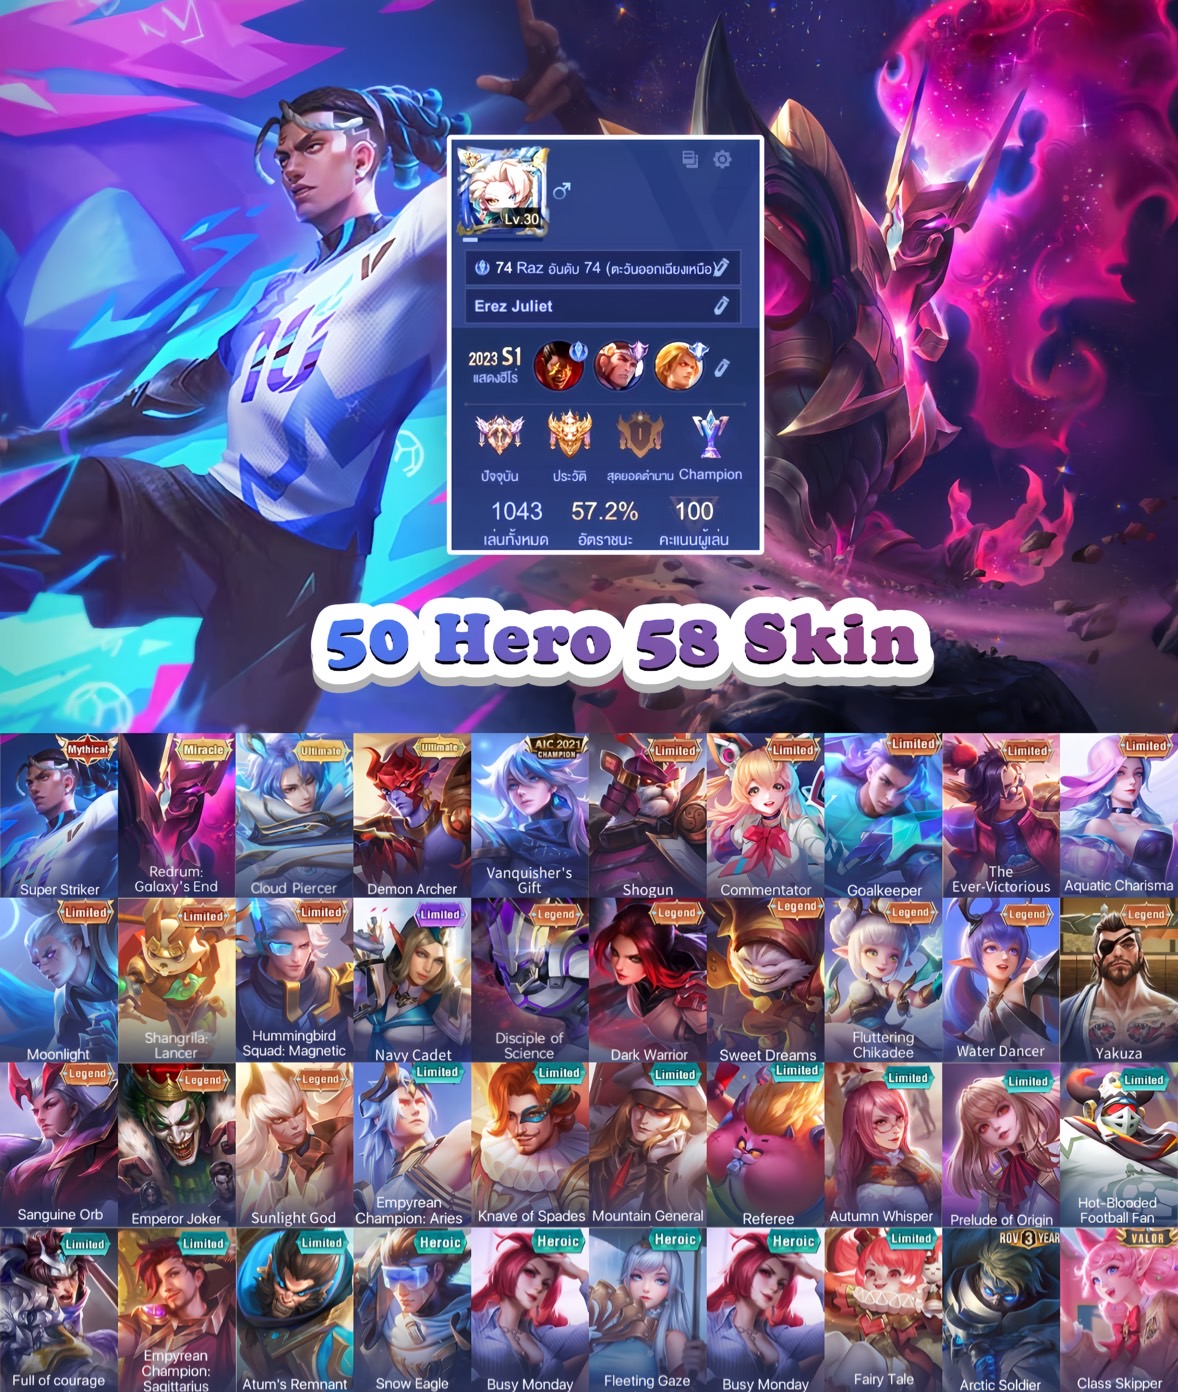 Lv.30
74 Raz อันดับ 74 (ตะวันออกเฉียงเหนือ)
Erez Juliet
2023 S1
แสดงฮีโร่
ปัจจุบัน ประวัติ สุดยอดตำนาน Champion
1043 57.2% 100
เล่นทั้งหมด อัตราชนะ คะแนนผู้เล่น
50 Hero 58 Skin
Mythical
Super Striker
Miracle
Redrum:
Galaxy's End
Ultimate
Cloud Piercer
Ultimate
Demon Archer
AIC 2021
CHAMPION
Vanquisher's
Gift
Limited
Shogun
Limited
Commentator
Limited
Goalkeeper
Limited
The
Ever-Victorious
Limited
Aquatic Charisma
Limited
Moonlight
Limited
Shangrila:
Lancer
Limited
Hummingbird
Squad: Magnetic
Limited
Navy Cadet
Legend
Disciple of
Science
Legend
Dark Warrior
Legend
Sweet Dreams
Legend
Fluttering
Chikadee
Legend
Water Dancer
Legend
Yakuza
Legend
Sanguine Orb
Legend
Emperor Joker
Legend
Sunlight God
Limited
Empyrean
Champion: Aries
Limited
Knave of Spades
Limited
Mountain General
Limited
Referee
Limited
Autumn Whisper
Limited
Prelude of Origin
Limited
Hot-Blooded
Football Fan
Limited
Full of courage
Limited
Empyrean
Champion:
Sagittarius
Limited
Atum's Remnant
Heroic
Snow Eagle
Heroic
Busy Monday
Heroic
Fleeting Gaze
Heroic
Busy Monday
Limited
Fairy Tale
ROV 3 YEAR
Arctic Soldier
VALOR
Class Skipper